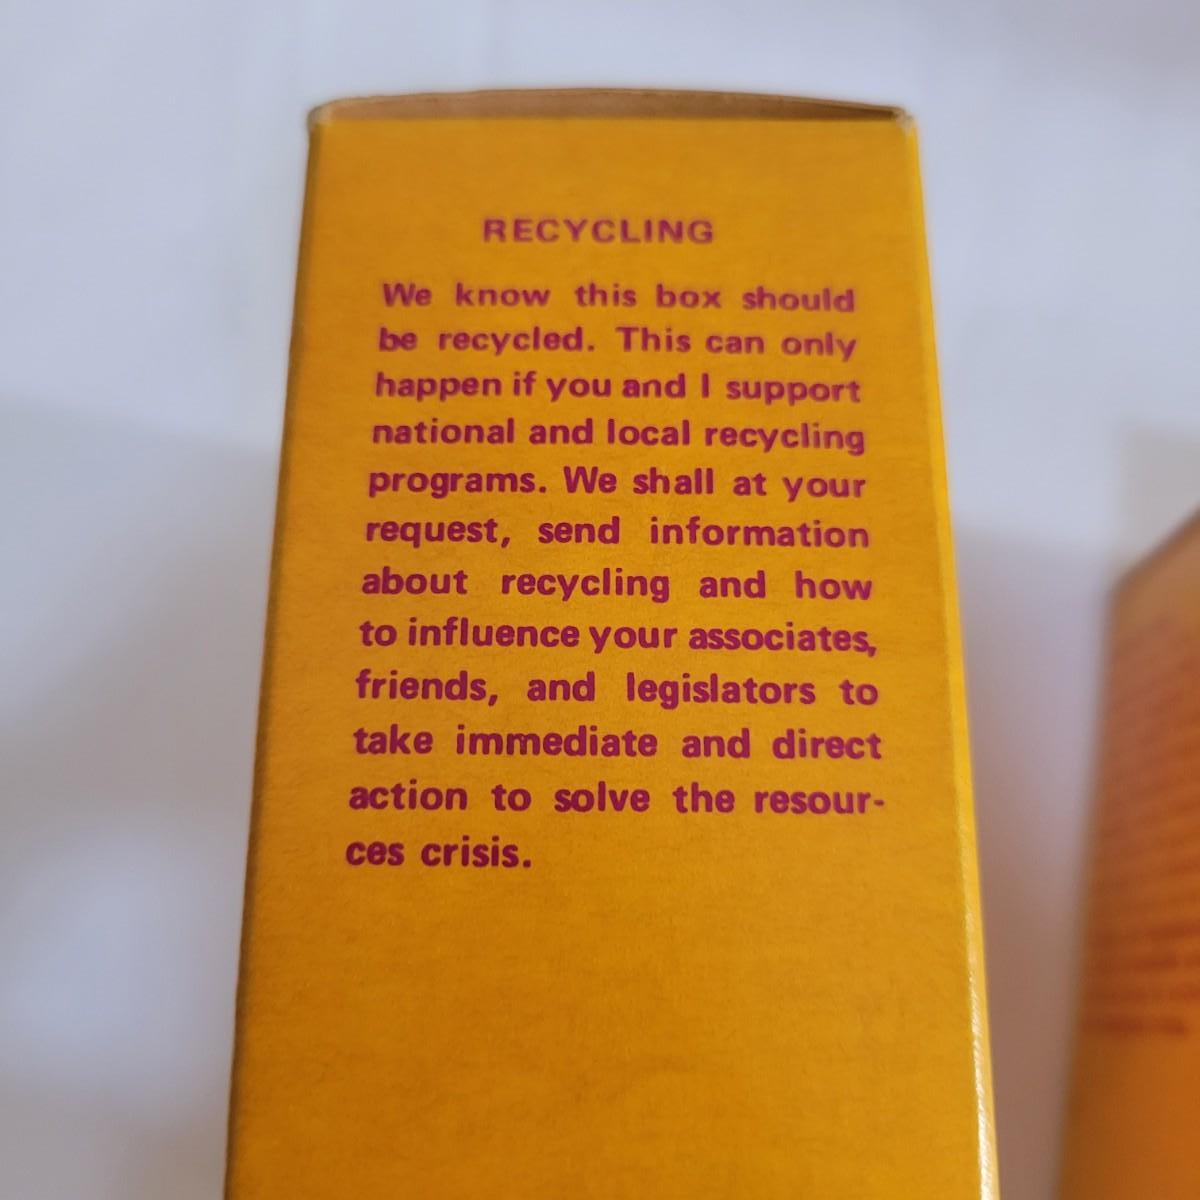 RECYCLING
We know this box should
be recycled. This can only
happen if you and I support
national and local recycling
programs. We shall at your
request, send information
about recycling and how
to influence your associates,
friends, and legislators to
take immediate and direct
action to solve the resour-
ces crisis.